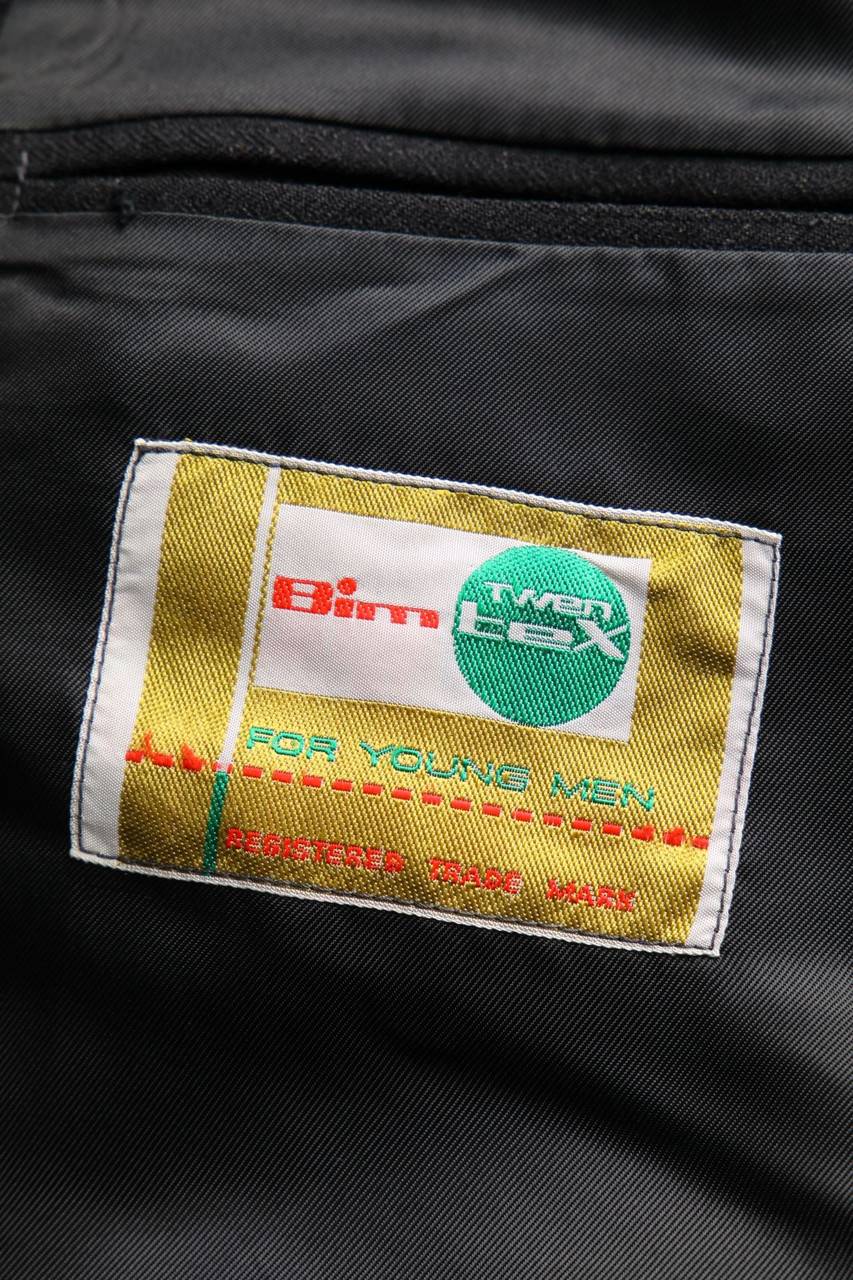 Bim
Twen
tex
FOR YOUNG MEN
REGISTERED TRADE MARK